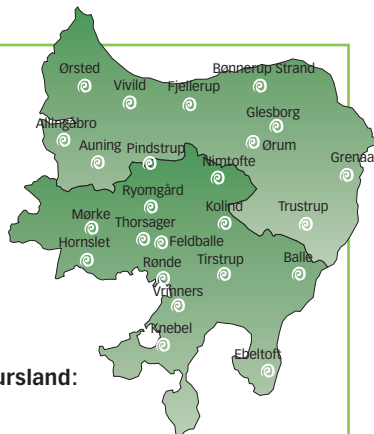 Ørsted
Bønnerup Strand
Vivild
Fjellerup
Glesborg
Allingåbro
Ørum
Auning
Pindstrup
Grenaa
Nimtofte
Ryomgård
Kolind
Trustrup
Mørke
Thorsager
Feldballe
Hornslet
Rønde
Tirstrup
Balle
Vrinners
Knebel
Ebeltoft
ursland: